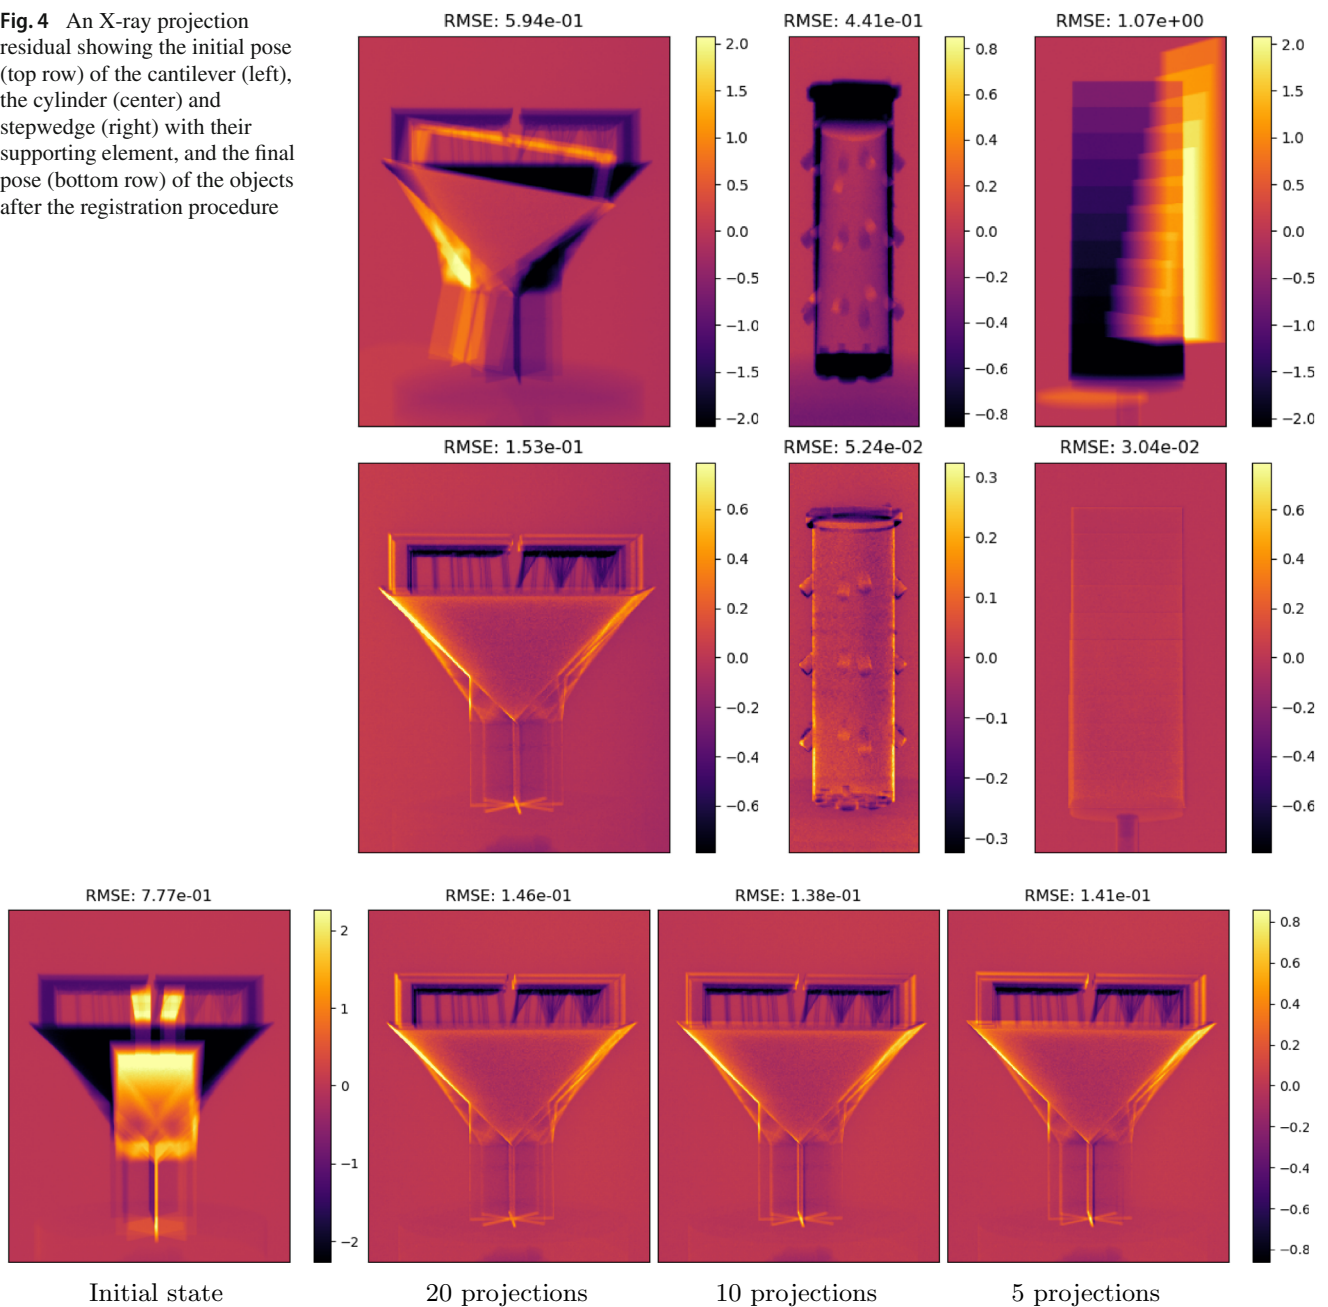 Fig. 4 An X-ray projection
residual showing the initial pose
(top row) of the cantilever (left),
the cylinder (center) and
stepwedge (right) with their
supporting element, and the final
pose (bottom row) of the objects
after the registration procedure
RMSE: 5.94e-01
2.0
1.5
1.0
0.5
0.0
−0.5
−1.0
−1.5
−2.0
RMSE: 4.41e-01
0.8
0.6
0.4
0.2
0.0
−0.2
−0.4
−0.6
−0.8
RMSE: 1.07e+00
2.0
1.5
1.0
0.5
0.0
−0.5
−1.0
−1.5
−2.0
RMSE: 1.53e-01
0.6
0.4
0.2
0.0
−0.2
−0.4
−0.6
RMSE: 5.24e-02
0.3
0.2
0.1
0.0
−0.1
−0.2
−0.3
RMSE: 3.04e-02
0.6
0.4
0.2
0.0
−0.2
−0.4
−0.6
RMSE: 7.77e-01
2
1
0
−1
−2
RMSE: 1.46e-01
RMSE: 1.38e-01
RMSE: 1.41e-01
0.8
0.6
0.4
0.2
0.0
−0.2
−0.4
−0.6
−0.8
Initial state
20 projections
10 projections
5 projections